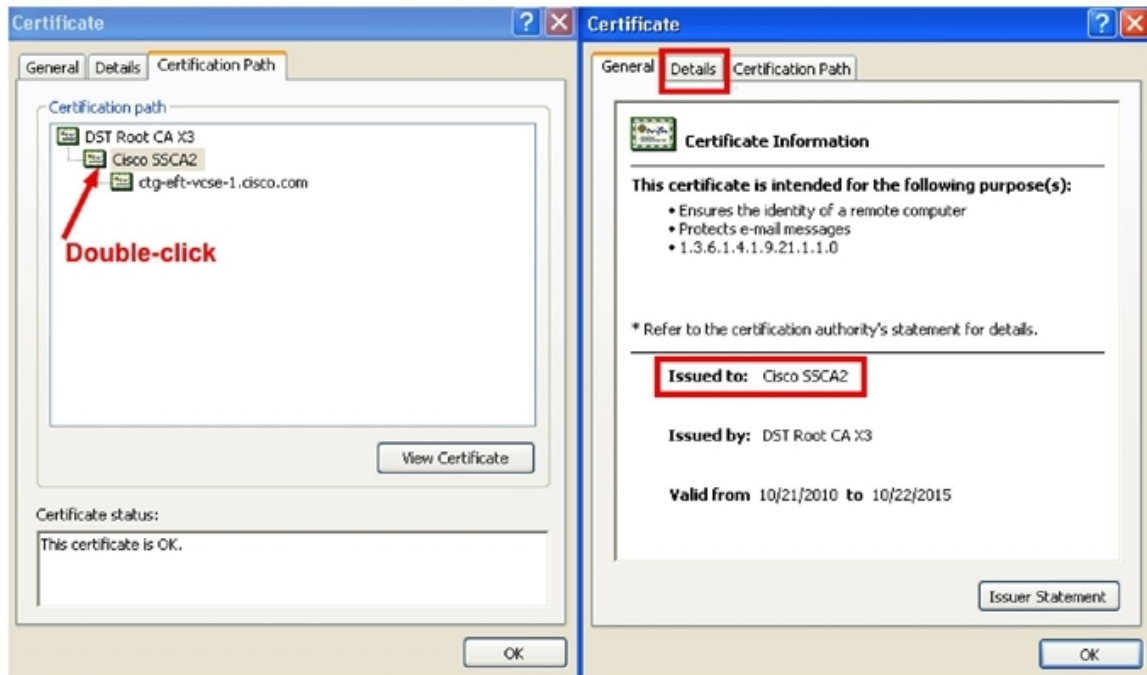 Certificate
General Details Certification Path
Certification path
DST Root CA X3
Cisco SSCA2
ctg-eft-vcse-1.cisco.com
Double-click
View Certificate
Certificate status:
This certificate is OK.
OK
Certificate
General Details Certification Path
Certificate Information
This certificate is intended for the following purpose(s):
• Ensures the identity of a remote computer
• Protects e-mail messages
• 1.3.6.1.4.1.9.21.1.1.0
* Refer to the certification authority's statement for details.
Issued to: Cisco SSCA2
Issued by: DST Root CA X3
Valid from 10/21/2010 to 10/22/2015
Issuer Statement
OK